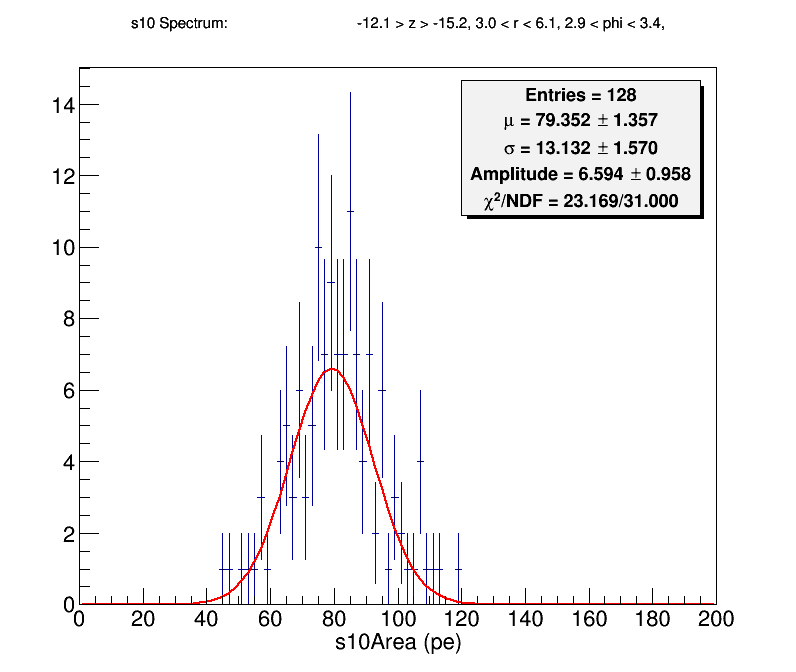 s10 Spectrum: -12.1 > z > -15.2, 3.0 < r < 6.1, 2.9 < phi < 3.4,
Entries = 128
μ = 79.352 ± 1.357
σ = 13.132 ± 1.570
Amplitude = 6.594 ± 0.958
χ²/NDF = 23.169/31.000
14
12
10
8
6
4
2
0
0 20 40 60 80 100 120 140 160 180 200
s10Area (pe)